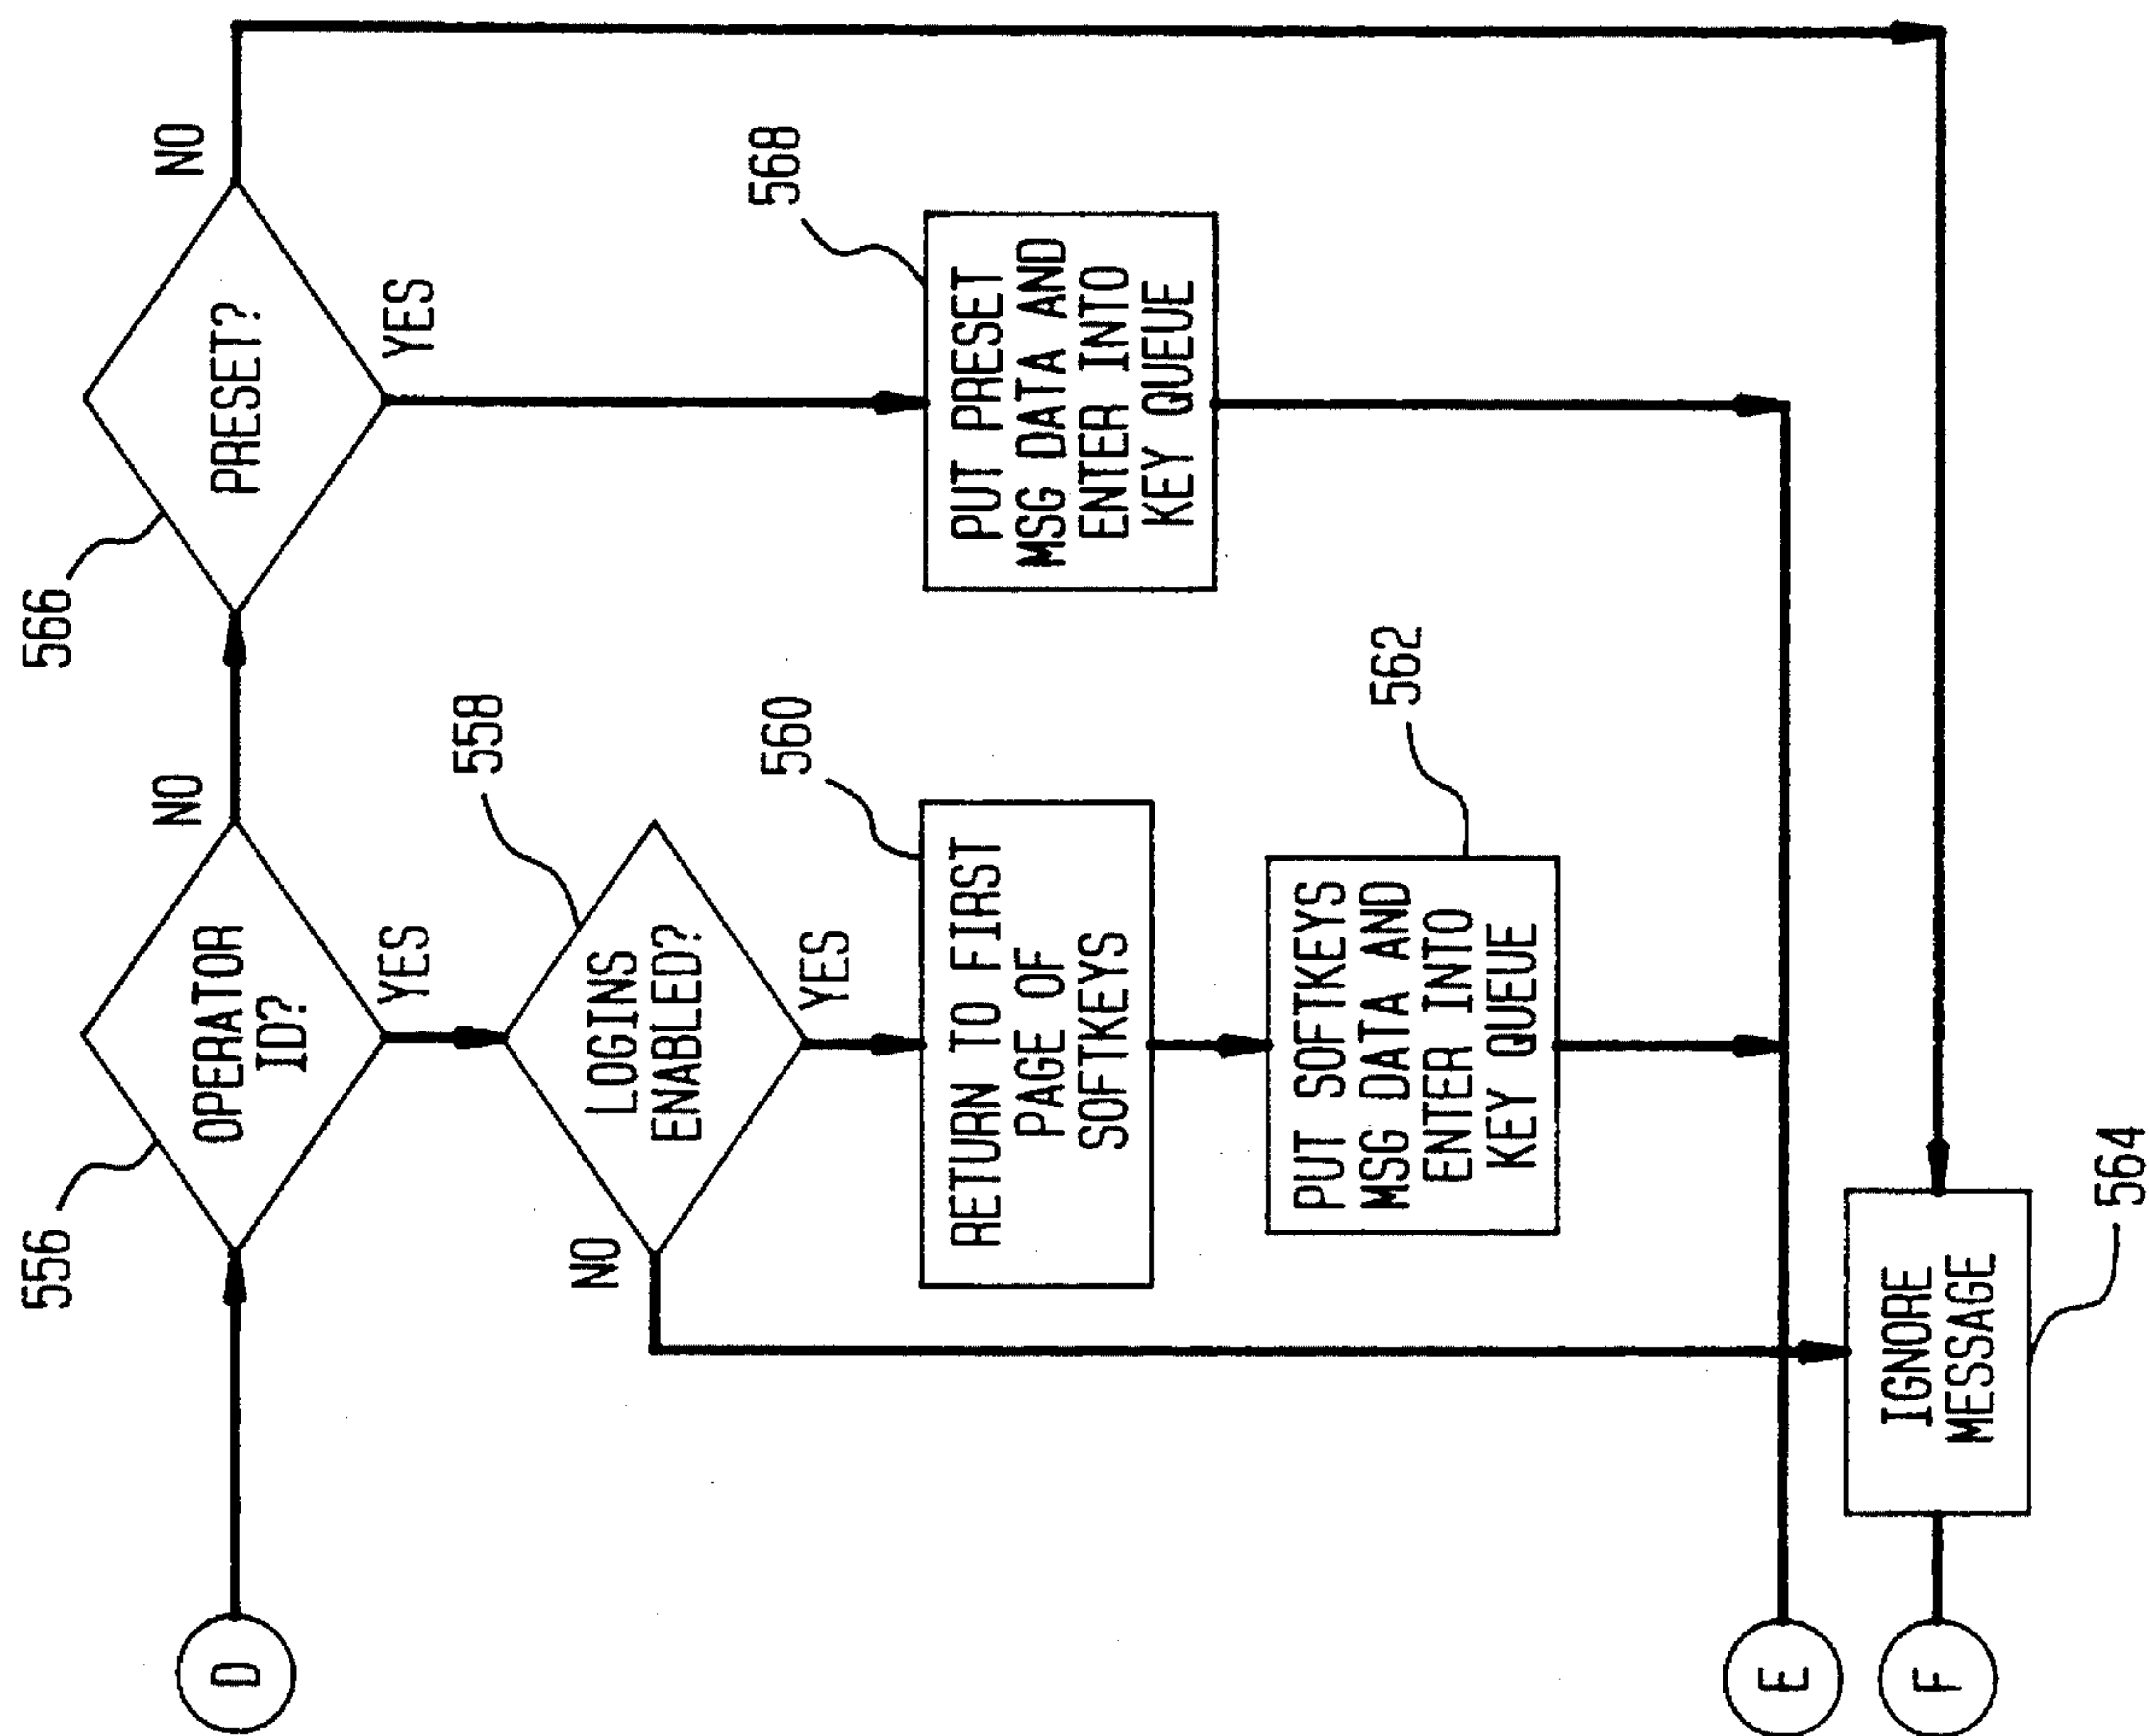 D
556
OPERATOR
ID?
NO
YES
566
PRESET?
NO
YES
558
LOGINS
ENABLED?
NO
YES
560
RETURN TO FIRST
PAGE OF
SOFTKEYS
568
PUT PRESET
MSG DATA AND
ENTER INTO
KEY QUEUE
562
PUT SOFTKEYS
MSG DATA AND
ENTER INTO
KEY QUEUE
E
F
IGNORE
MESSAGE
564